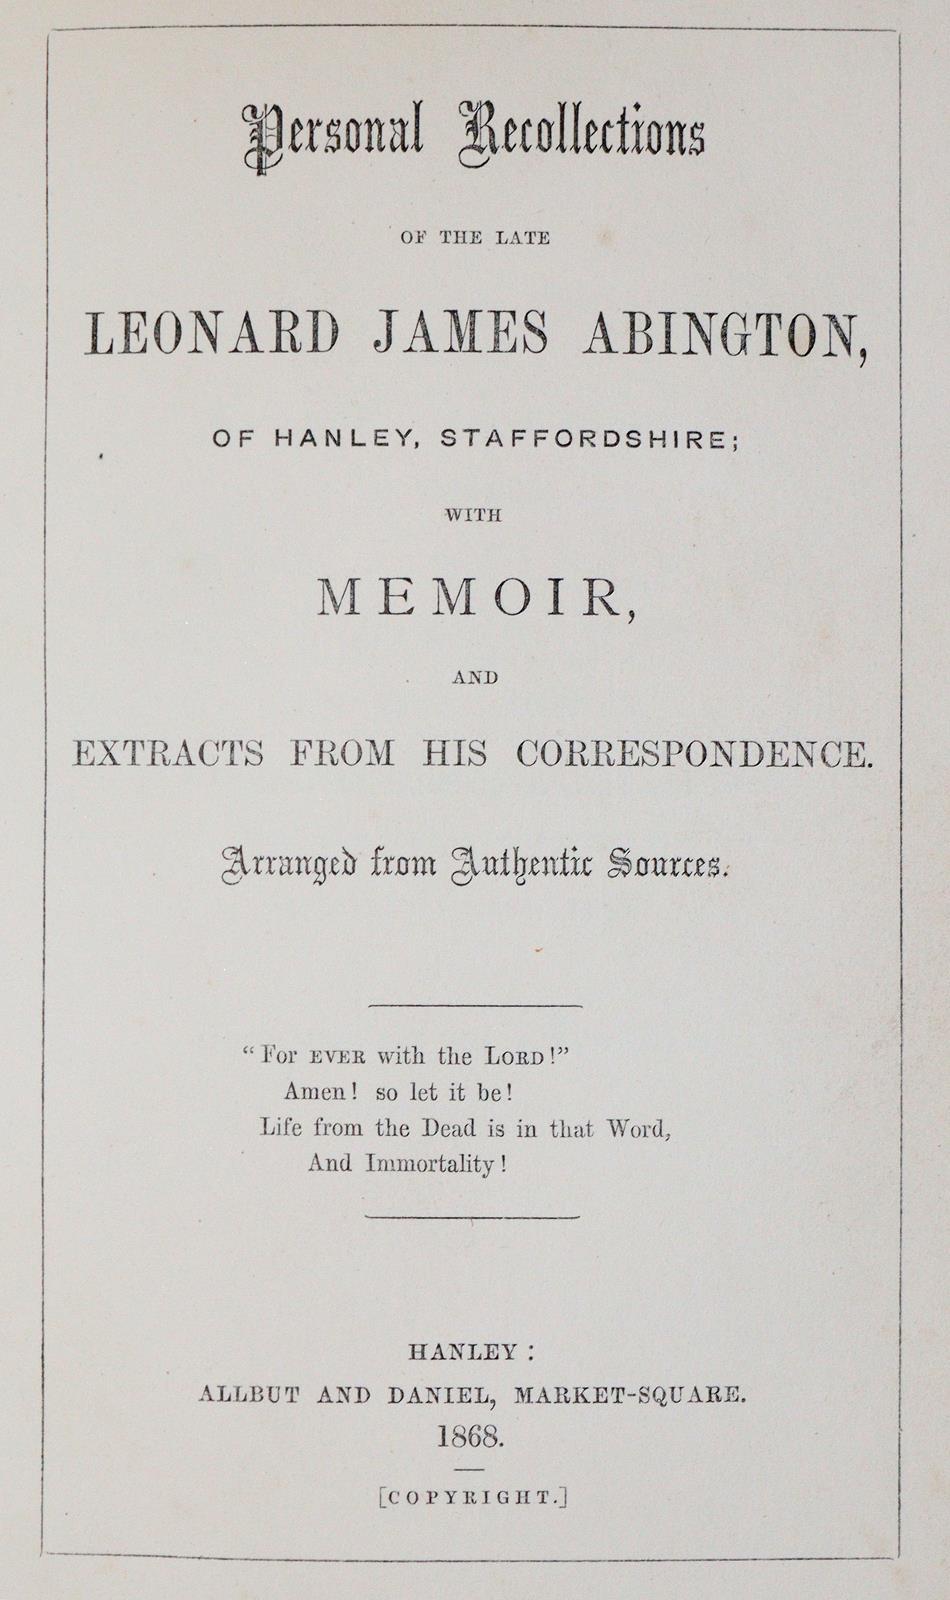 Personal Recollections
OF THE LATE
LEONARD JAMES ABINGTON,
OF HANLEY, STAFFORDSHIRE;
WITH
MEMOIR,
AND
EXTRACTS FROM HIS CORRESPONDENCE.
Arranged from Authentic Sources.
“For EVER with the LORD!”
Amen! so let it be!
Life from the Dead is in that Word,
And Immortality!
HANLEY:
ALLBUT AND DANIEL, MARKET-SQUARE.
1868.
[COPYRIGHT.]